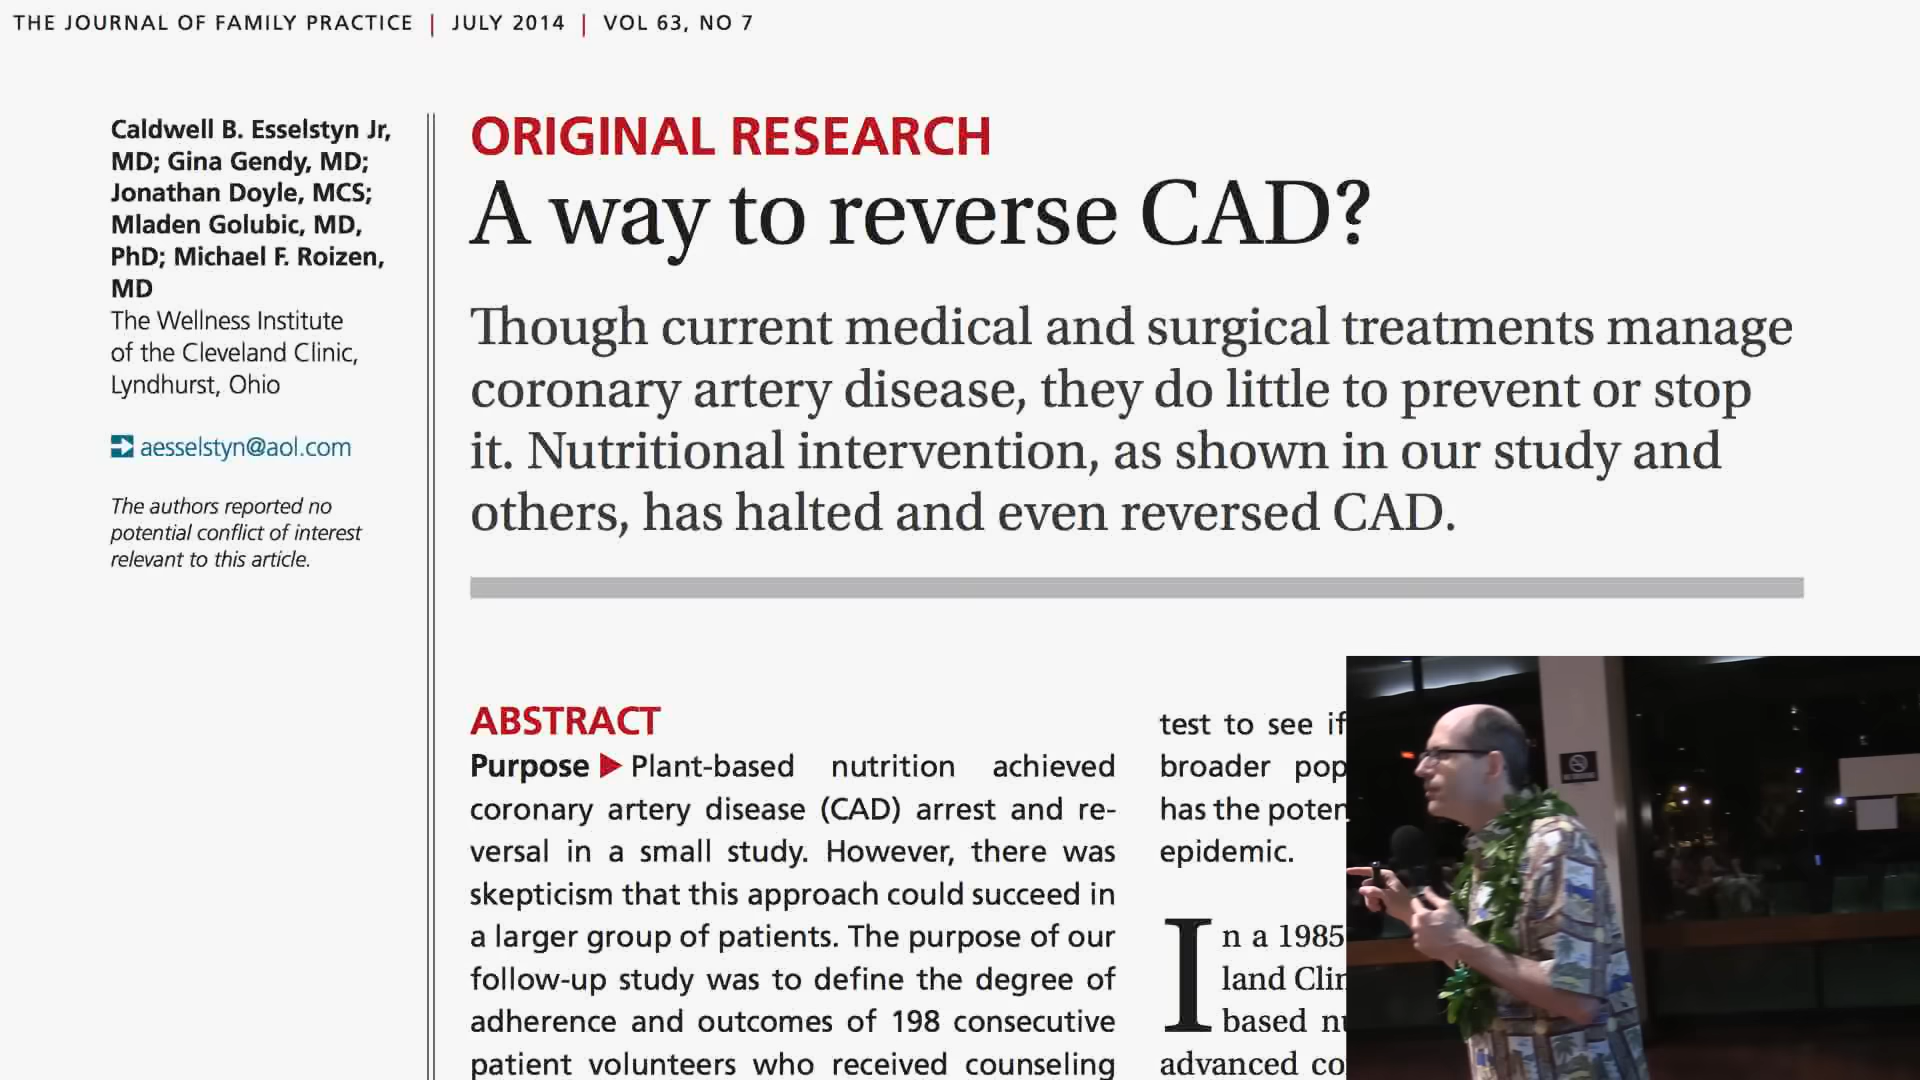 THE JOURNAL OF FAMILY PRACTICE | JULY 2014 | VOL 63, NO 7
Caldwell B. Esselstyn Jr,
MD; Gina Gendy, MD;
Jonathan Doyle, MCS;
Mladen Golubic, MD,
PhD; Michael F. Roizen,
MD
The Wellness Institute
of the Cleveland Clinic,
Lyndhurst, Ohio
aesselstyn@aol.com
The authors reported no
potential conflict of interest
relevant to this article.
ORIGINAL RESEARCH
A way to reverse CAD?
Though current medical and surgical treatments manage
coronary artery disease, they do little to prevent or stop
it. Nutritional intervention, as shown in our study and
others, has halted and even reversed CAD.
ABSTRACT
Purpose ▶ Plant-based nutrition achieved
coronary artery disease (CAD) arrest and re-
versal in a small study. However, there was
skepticism that this approach could succeed in
a larger group of patients. The purpose of our
follow-up study was to define the degree of
adherence and outcomes of 198 consecutive
patient volunteers who received counseling
test to see if
broader pop
has the poten
epidemic.
In a 1985
land Clin
based nu
advanced co